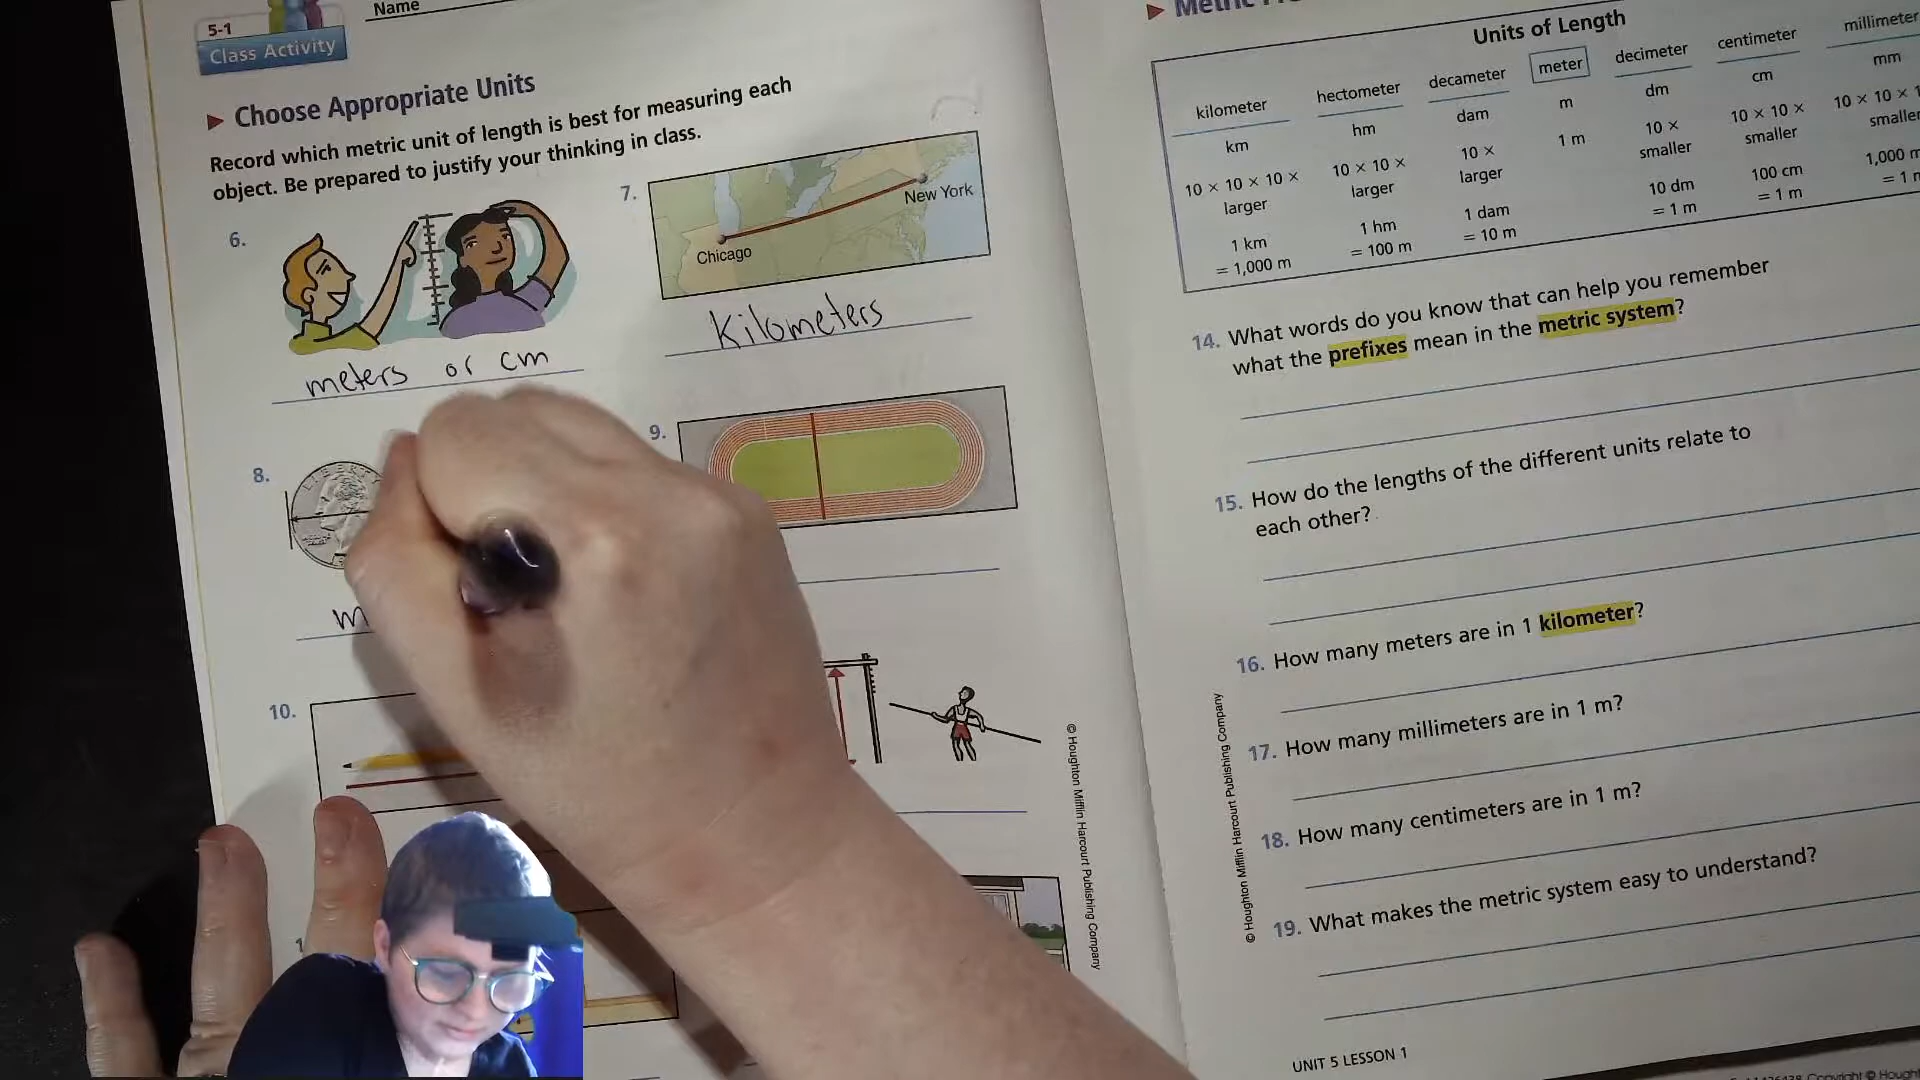 5-1
Class Activity
Name
Choose Appropriate Units
Record which metric unit of length is best for measuring each
object. Be prepared to justify your thinking in class.
6.
meters or cm
7.
Chicago
New York
Kilometers
8.
LIBERTY
m
9.
10.
© Houghton Mifflin Harcourt Publishing Company
Units of Length
kilometer
hectometer
decameter
meter
decimeter
centimeter
millimeter
km
hm
dam
m
dm
cm
mm
10 × 10 × 10 ×
larger
10 × 10 ×
larger
10 ×
larger
1 m
10 ×
smaller
10 × 10 ×
smaller
10 × 10 × 1
smaller
1 km
= 1,000 m
1 hm
= 100 m
1 dam
= 10 m
10 dm
= 1 m
100 cm
= 1 m
1,000 m
= 1 m
14. What words do you know that can help you remember
what the prefixes mean in the metric system?
15. How do the lengths of the different units relate to
each other?
16. How many meters are in 1 kilometer?
17. How many millimeters are in 1 m?
18. How many centimeters are in 1 m?
19. What makes the metric system easy to understand?
© Houghton Mifflin Harcourt Publishing Company
UNIT 5 LESSON 1